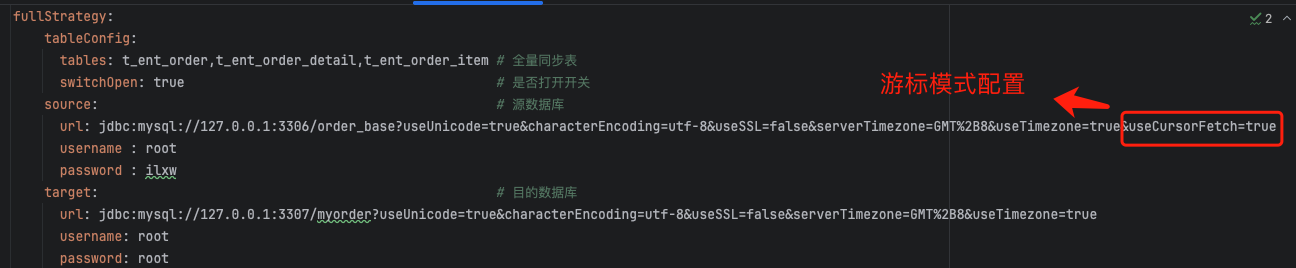 fullStrategy:
2
tableConfig:
tables: t_ent_order,t_ent_order_detail,t_ent_order_item # 全量同步表
switchOpen: true # 是否打开开关
游标模式配置
source: # 源数据库
url: jdbc:mysql://127.0.0.1:3306/order_base?useUnicode=true&characterEncoding=utf-8&useSSL=false&serverTimezone=GMT%2B8&useTimezone=true&useCursorFetch=true
username : root
password : ilxw
target: # 目的数据库
url: jdbc:mysql://127.0.0.1:3307/myorder?useUnicode=true&characterEncoding=utf-8&useSSL=false&serverTimezone=GMT%2B8&useTimezone=true
username: root
password: root